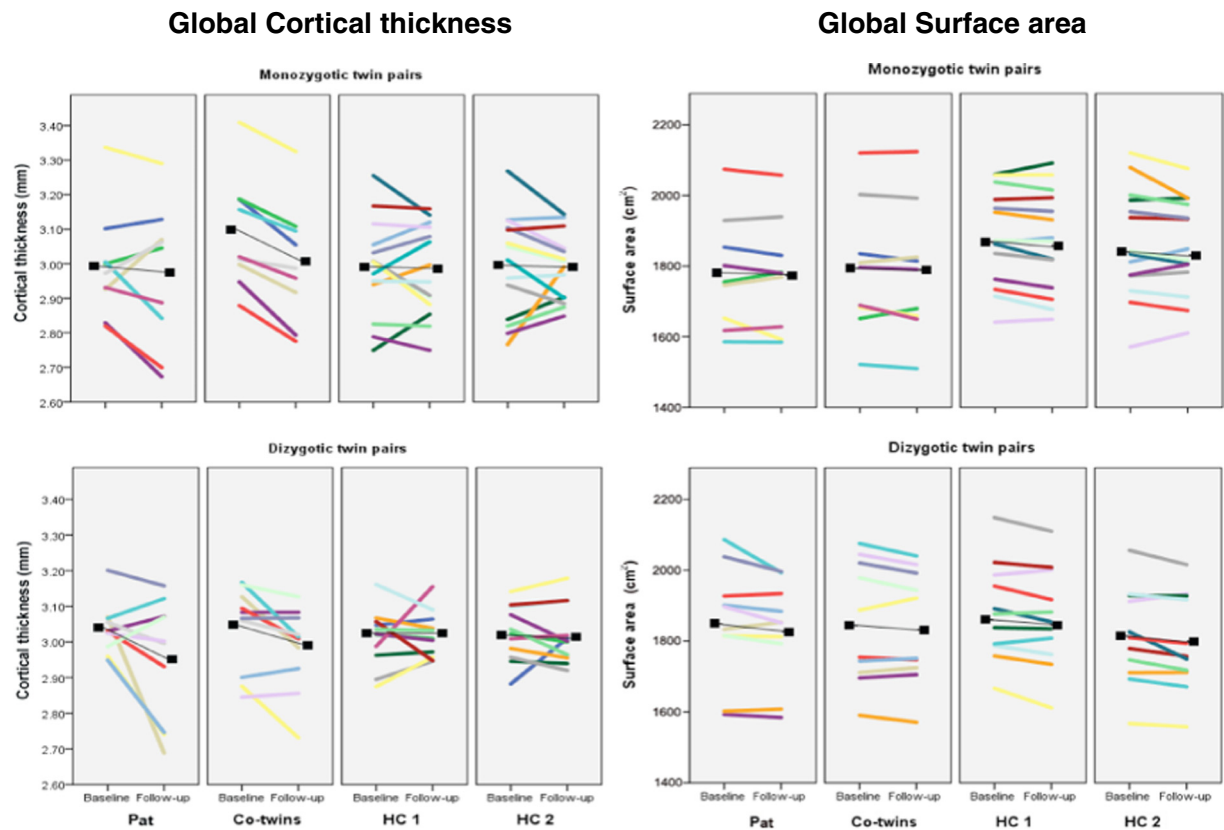 Global Cortical thickness
Monozygotic twin pairs
Cortical thickness (mm)
3.40
3.30
3.20
3.10
3.00
2.90
2.80
2.70
2.60
Dizygotic twin pairs
Cortical thickness (mm)
3.40
3.30
3.20
3.10
3.00
2.90
2.80
2.70
2.60
Baseline Follow-up Baseline Follow-up Baseline Follow-up Baseline Follow-up
Pat Co-twins HC 1 HC 2
Global Surface area
Monozygotic twin pairs
Surface area (cm²)
2200
2000
1800
1600
1400
Dizygotic twin pairs
Surface area (cm²)
2200
2000
1800
1600
1400
Baseline Follow-up Baseline Follow-up Baseline Follow-up Baseline Follow-up
Pat Co-twins HC 1 HC 2